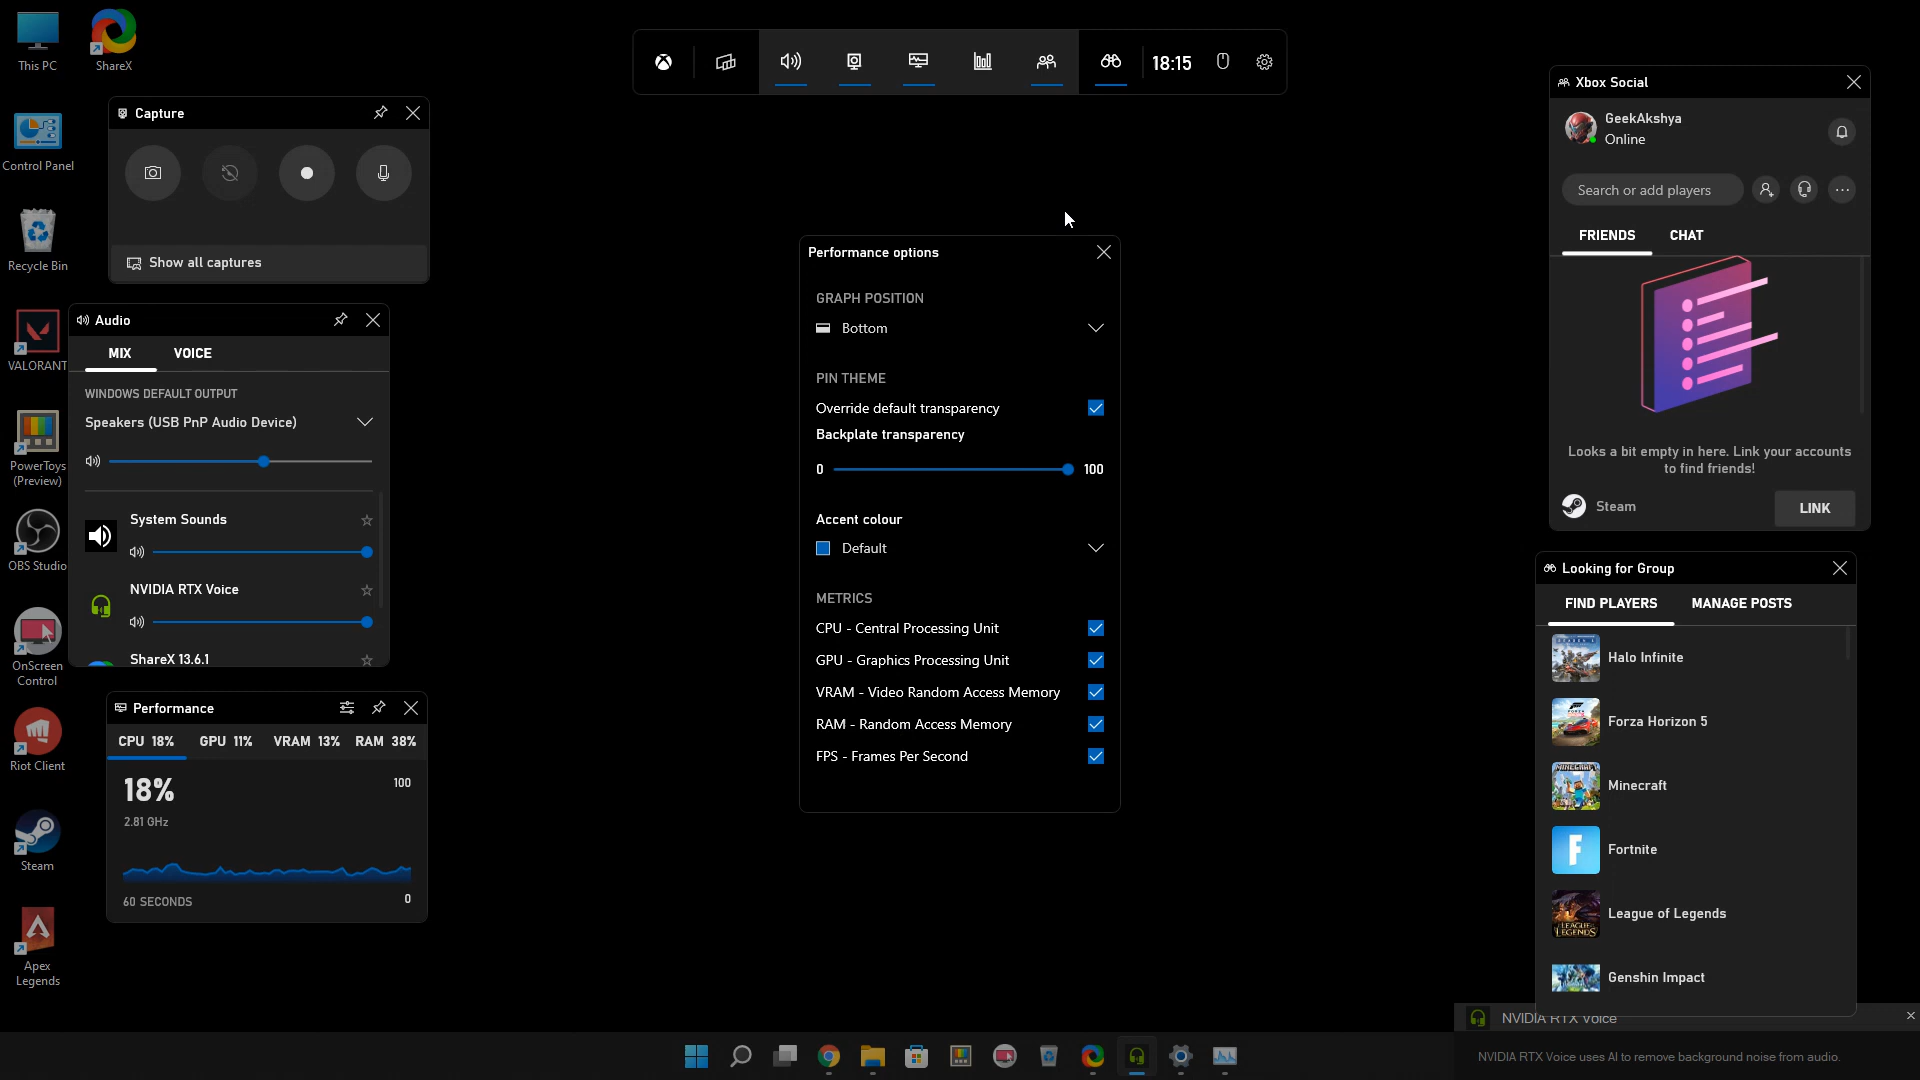 This PC
ShareX
Control Panel
Recycle Bin
VALORANT
PowerToys
(Preview)
OBS Studio
OnScreen
Control
Riot Client
Steam
Apex
Legends
18:15
Capture
Show all captures
Audio
MIX VOICE
WINDOWS DEFAULT OUTPUT
Speakers (USB PnP Audio Device)
System Sounds
NVIDIA RTX Voice
ShareX 13.6.1
Performance
CPU 18% GPU 11% VRAM 13% RAM 38%
18% 100
2.81 GHz
60 SECONDS 0
Performance options
GRAPH POSITION
Bottom
PIN THEME
Override default transparency
Backplate transparency
0 100
Accent colour
Default
METRICS
CPU - Central Processing Unit
GPU - Graphics Processing Unit
VRAM - Video Random Access Memory
RAM - Random Access Memory
FPS - Frames Per Second
Xbox Social
GeekAkshya
Online
Search or add players
FRIENDS CHAT
Looks a bit empty in here. Link your accounts
to find friends!
Steam LINK
Looking for Group
FIND PLAYERS MANAGE POSTS
Halo Infinite
Forza Horizon 5
Minecraft
Fortnite
League of Legends
Genshin Impact
NVIDIA RTX Voice
NVIDIA RTX Voice uses AI to remove background noise from audio.